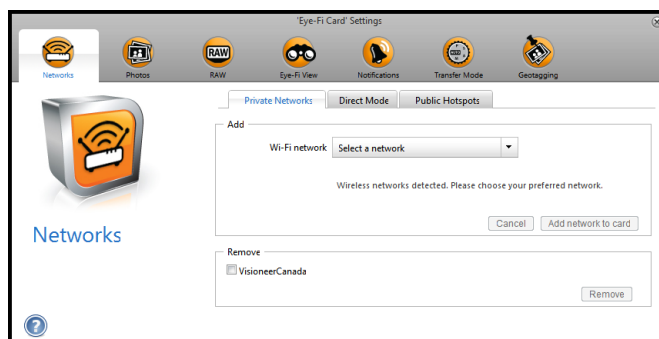 'Eye-Fi Card' Settings
Networks
Photos
RAW
RAW
Eye-Fi View
Notifications
Transfer Mode
Geotagging
Private Networks
Direct Mode
Public Hotspots
Add
Wi-Fi network
Select a network
Wireless networks detected. Please choose your preferred network.
Cancel
Add network to card
Networks
Remove
VisioneerCanada
Remove
?